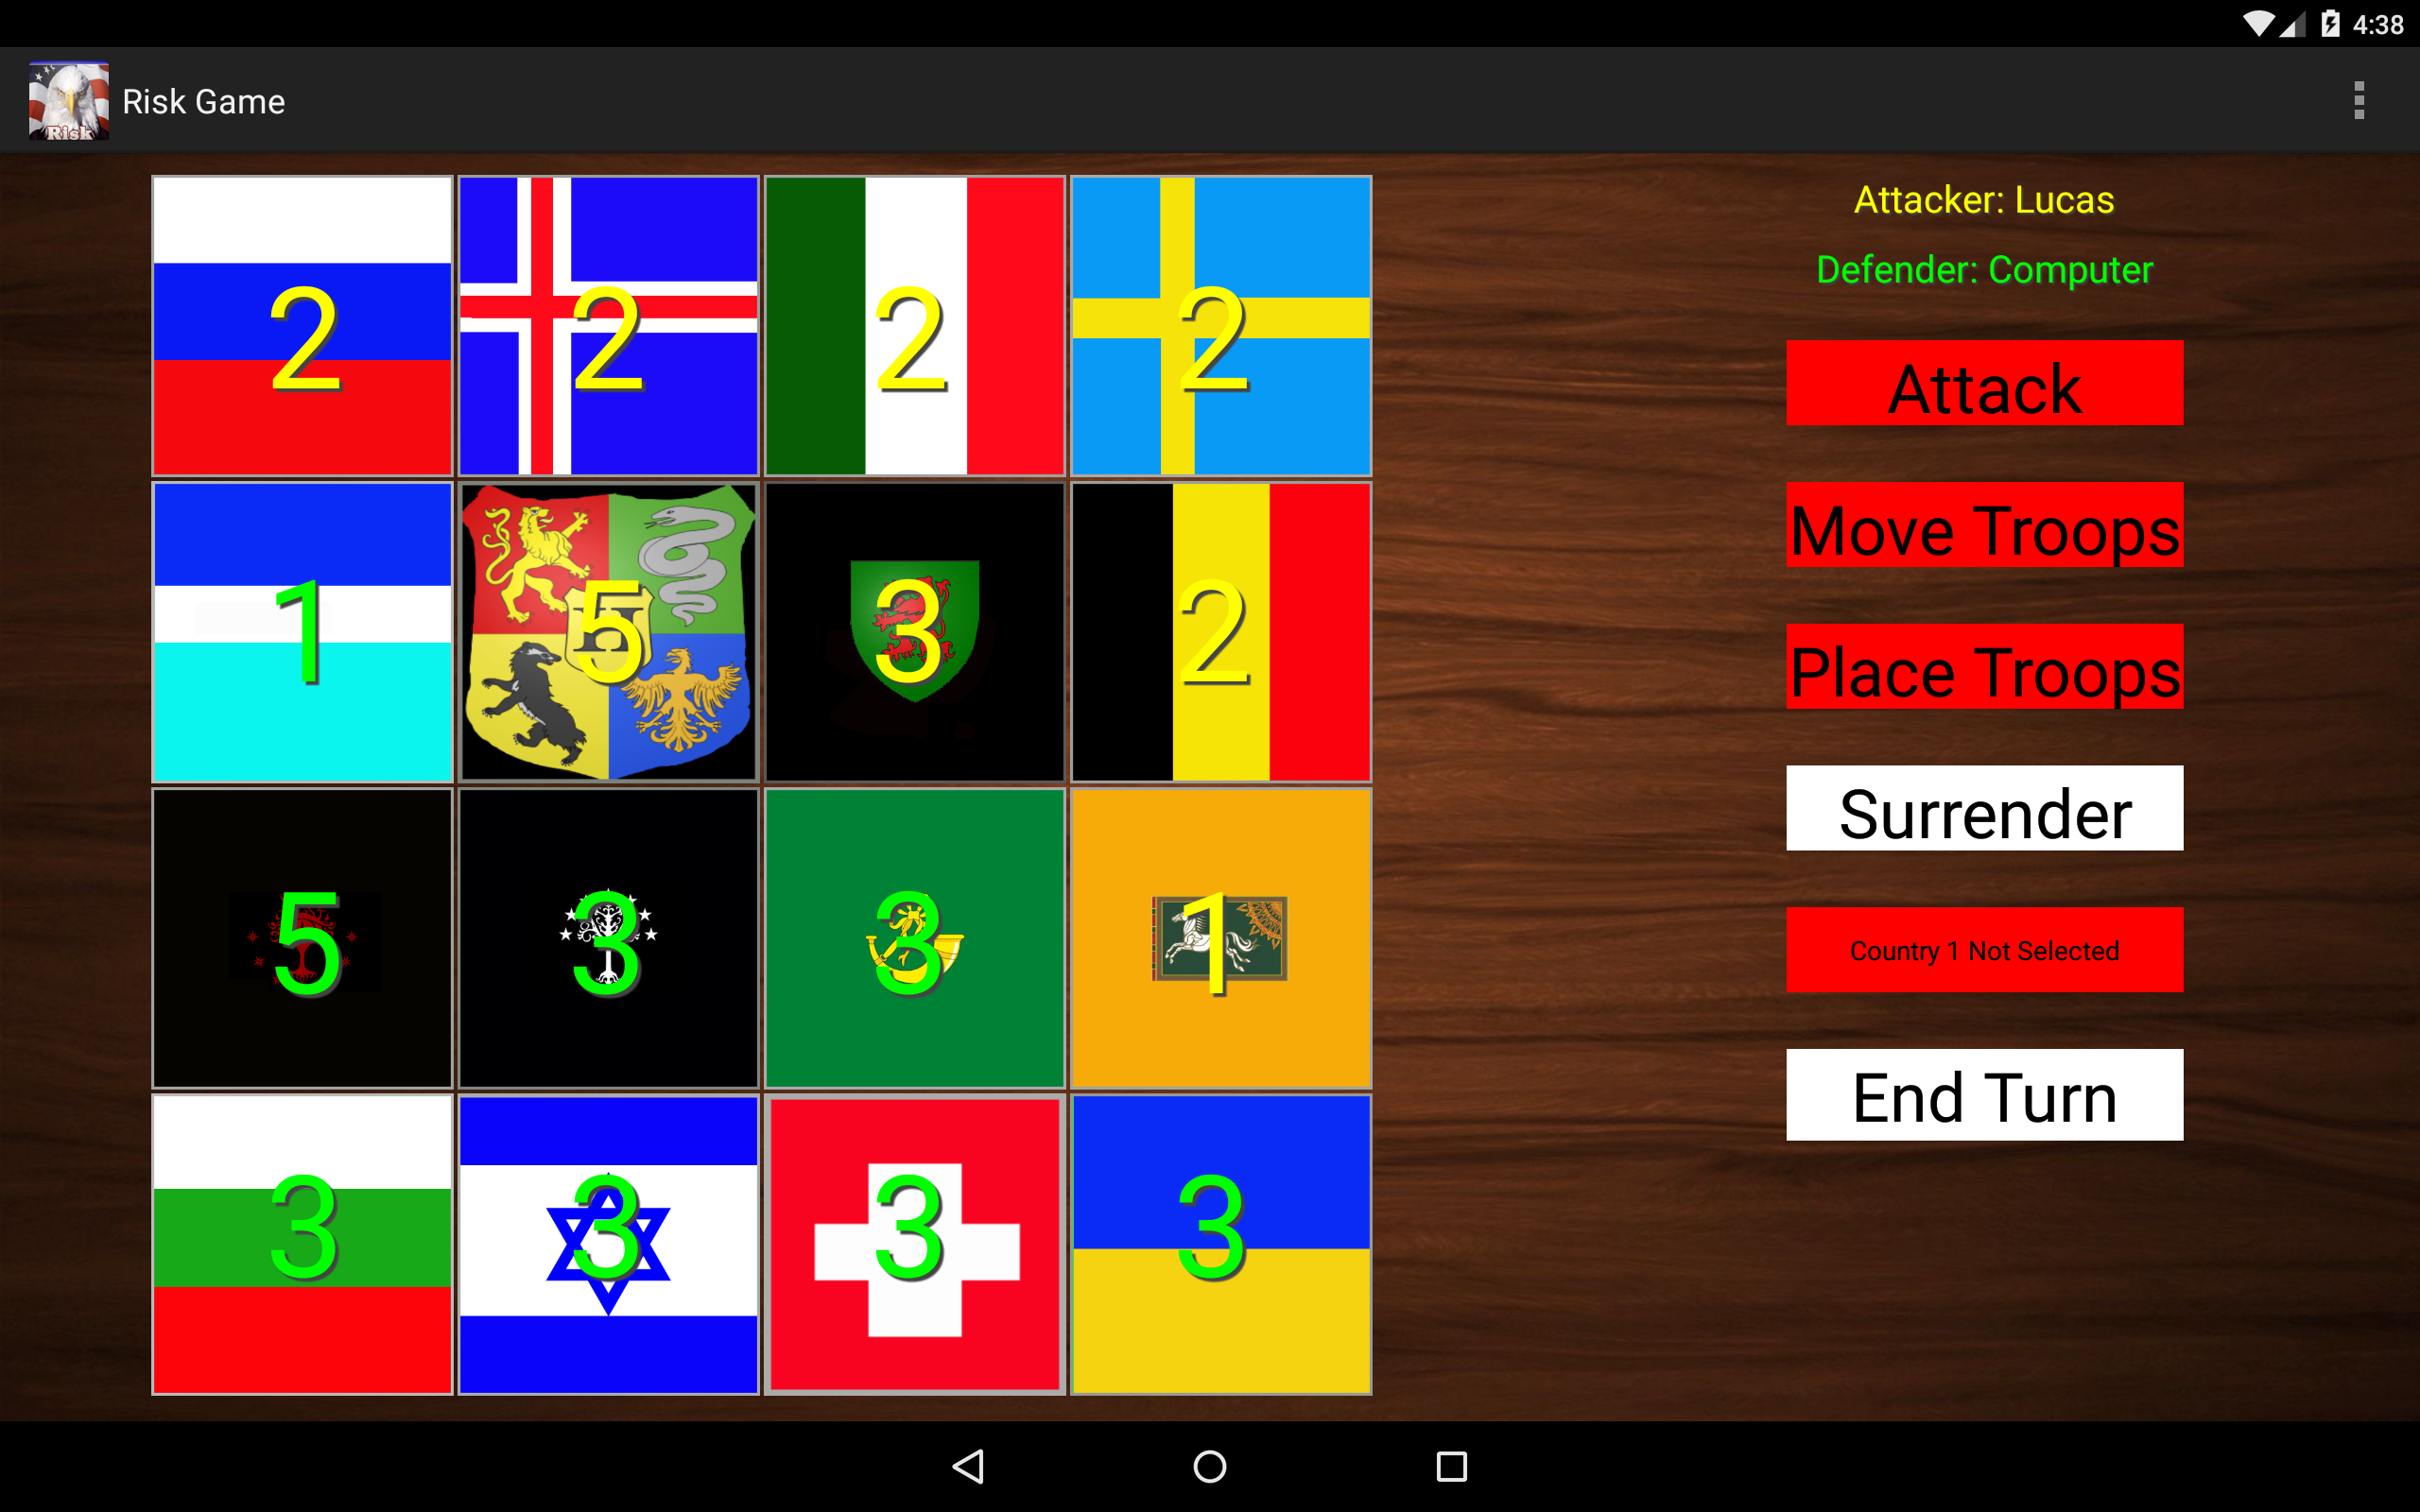 4:38
Risk
Risk Game
Attacker: Lucas
Defender: Computer
2 2 2 2
Attack
Move Troops
1 5 3 2
H
Place Troops
Surrender
5 3 3 1
Country 1 Not Selected
End Turn
3 3 3 3